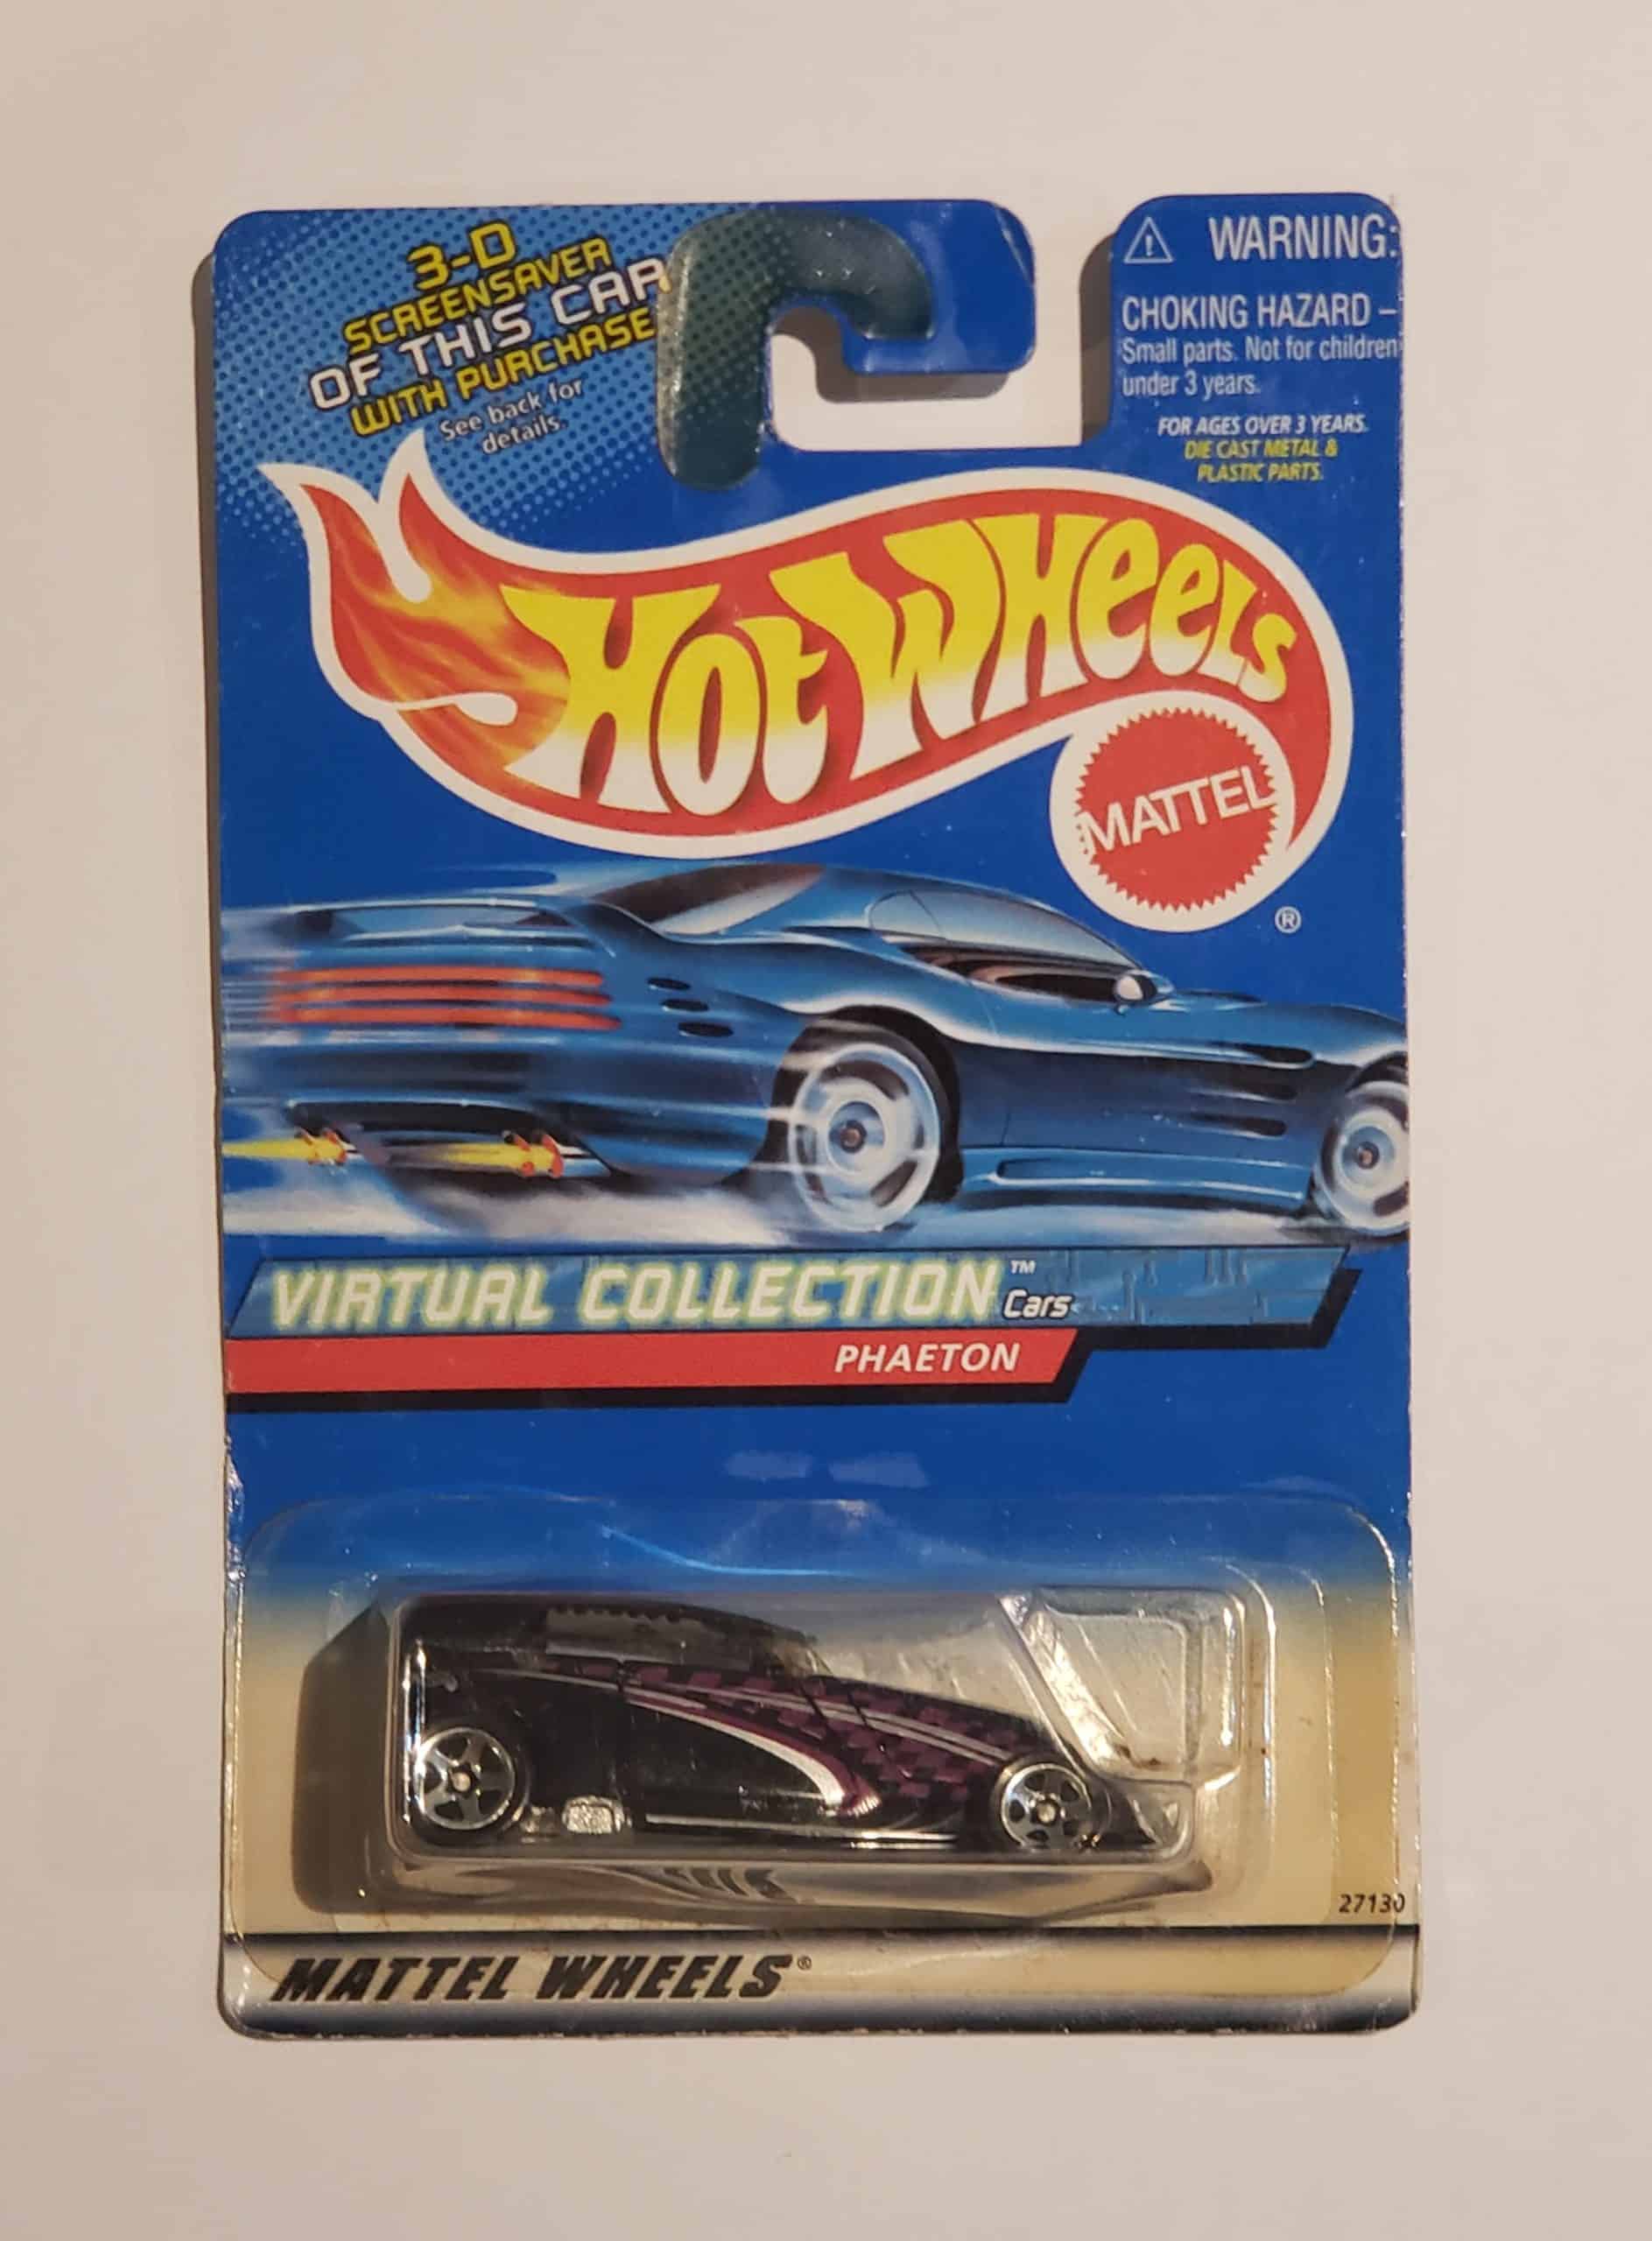 3-D
SCREENSAVER
OF THIS CAR
WITH PURCHASE
See back for
details.
⚠ WARNING:
CHOKING HAZARD –
Small parts. Not for children
under 3 years.
FOR AGES OVER 3 YEARS.
DIE CAST METAL &
PLASTIC PARTS.
HOT WHEELS
MATTEL
®
VIRTUAL COLLECTION™
Cars
PHAETON
27130
MATTEL WHEELS®